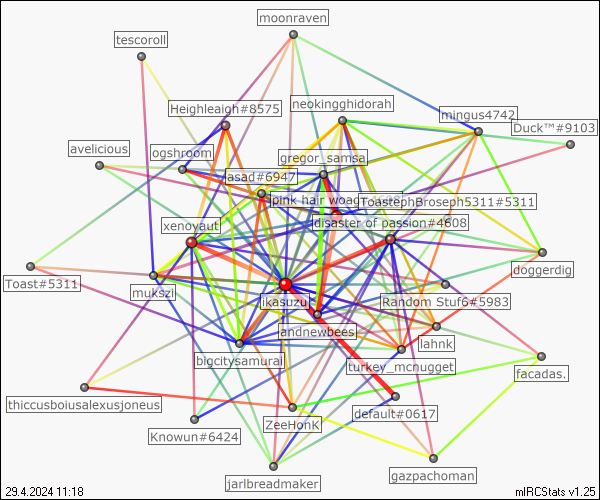 moonraven
tescoroll
neokingghidorah
Heighleaigh#8575
mingus4742
Duck™#9103
avelicious
ogshroom
gregor_samsa
asad#6947
pink hair woag
ToastephBroseph5311#5311
xenoyaut
disaster of passion#4608
doggerdig
Toast#5311
mukszi
jkasuzu
Random Stuf6#5983
andnewbees
lahnk
bigcitysamurai
turkey_mcnugget
facadas.
thiccusboiusalexusjoneus
default#0617
ZeeHonK
Knowun#6424
gazpachoman
jarlbreadmaker
29.4.2024 11:18
mIRCStats v1.25